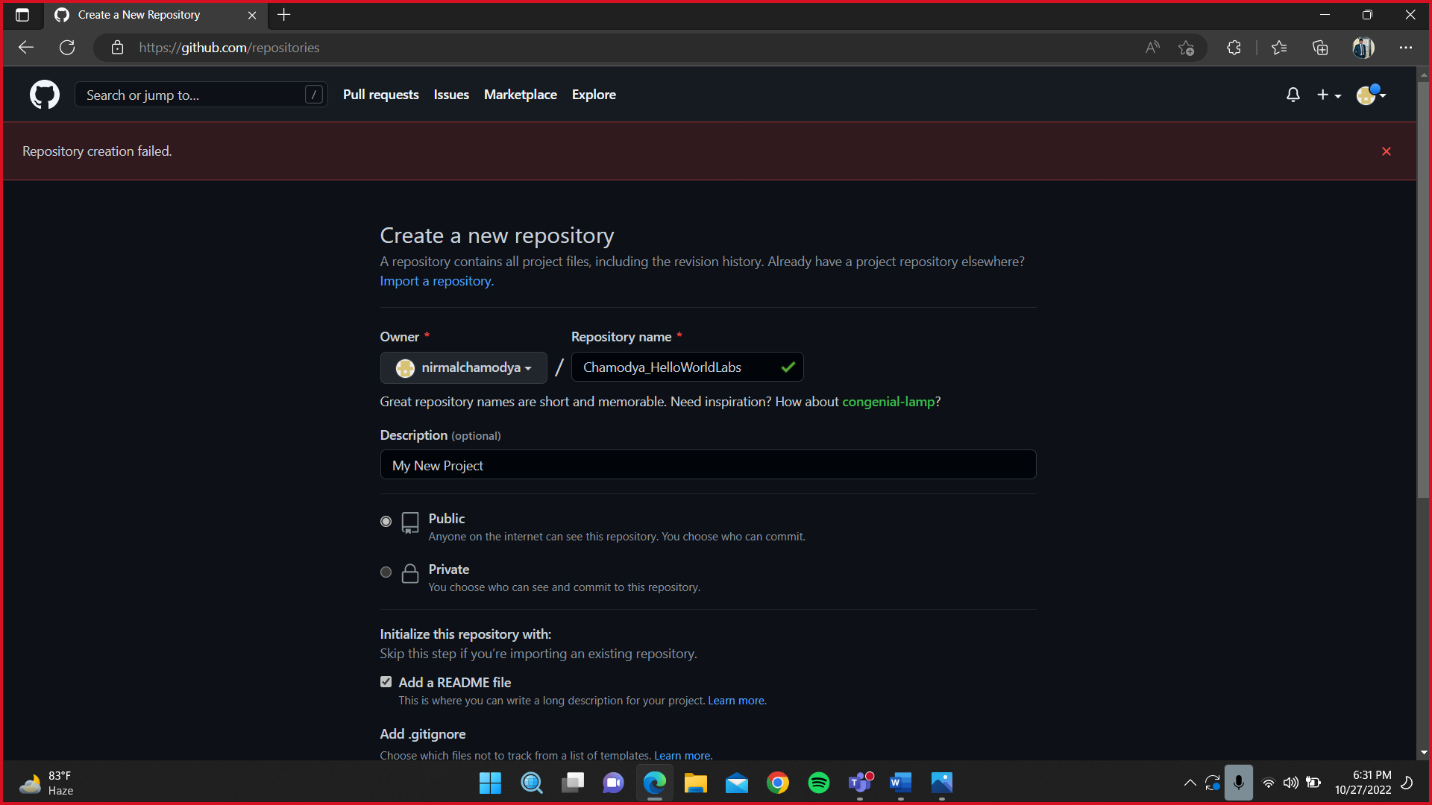 Create a New Repository
https://github.com/repositories
Search or jump to...
/
Pull requests
Issues
Marketplace
Explore
Repository creation failed.
Create a new repository
A repository contains all project files, including the revision history. Already have a project repository elsewhere?
Import a repository.
Owner *
Repository name *
nirmalchamodya
/
Chamodya_HelloWorldLabs
Great repository names are short and memorable. Need inspiration? How about congenial-lamp?
Description (optional)
My New Project
Public
Anyone on the internet can see this repository. You choose who can commit.
Private
You choose who can see and commit to this repository.
Initialize this repository with:
Skip this step if you're importing an existing repository.
Add a README file
This is where you can write a long description for your project. Learn more.
Add .gitignore
Choose which files not to track from a list of templates. Learn more.
83°F
Haze
6:31 PM
10/27/2022